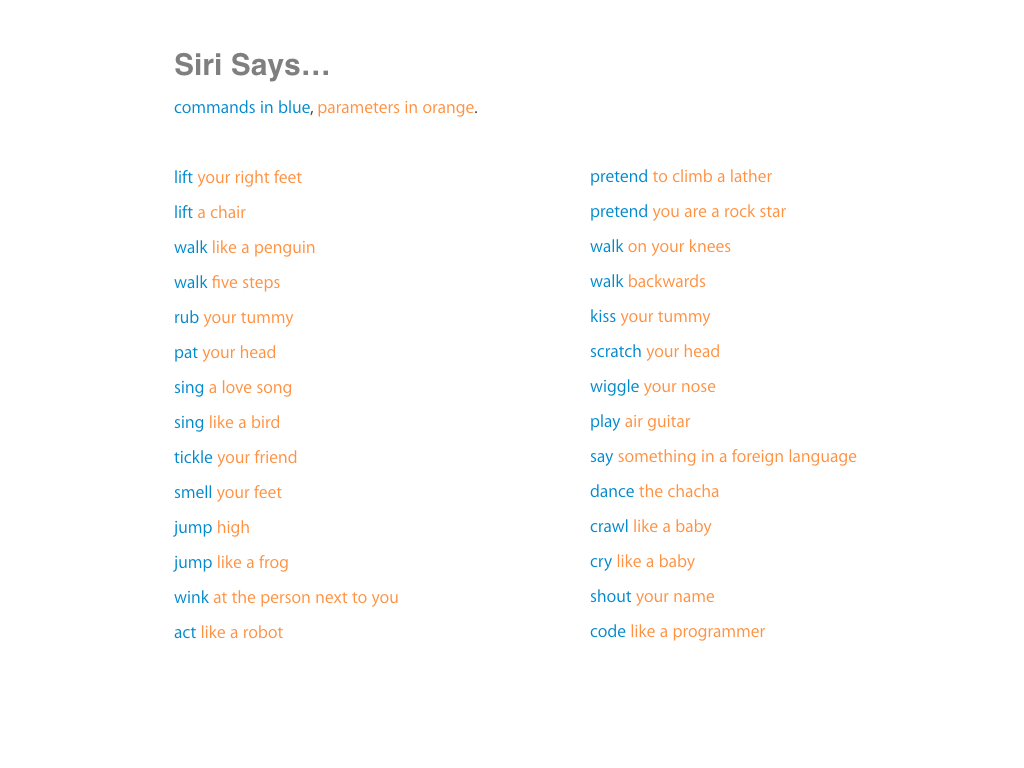 Siri Says…
commands in blue, parameters in orange.
lift your right feet
lift a chair
walk like a penguin
walk five steps
rub your tummy
pat your head
sing a love song
sing like a bird
tickle your friend
smell your feet
jump high
jump like a frog
wink at the person next to you
act like a robot
pretend to climb a lather
pretend you are a rock star
walk on your knees
walk backwards
kiss your tummy
scratch your head
wiggle your nose
play air guitar
say something in a foreign language
dance the chacha
crawl like a baby
cry like a baby
shout your name
code like a programmer